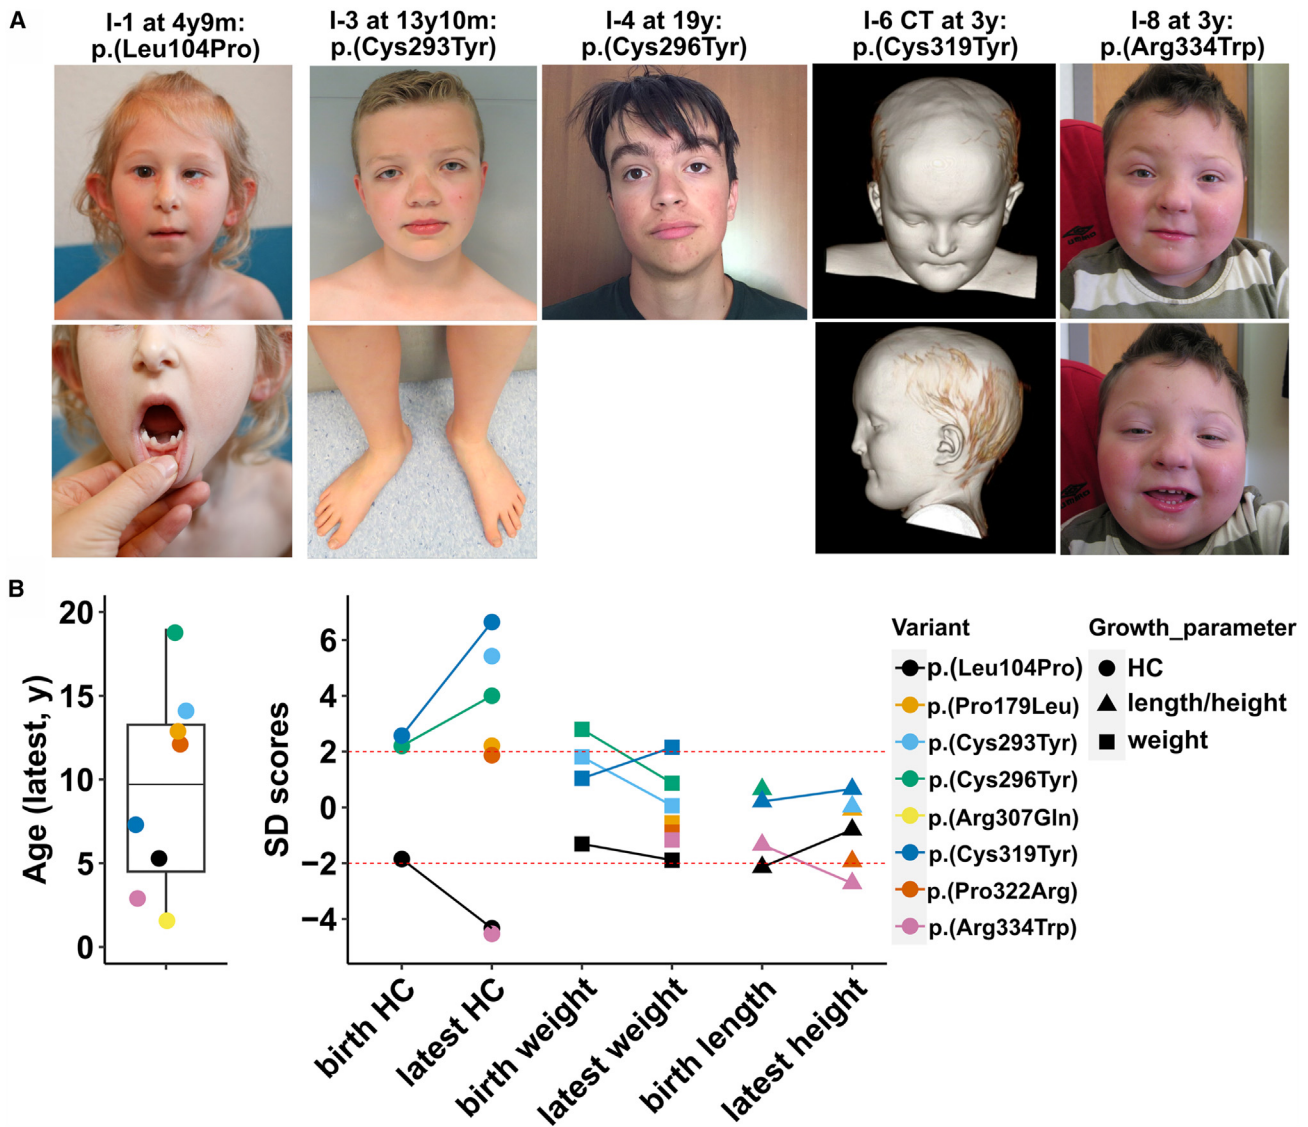 A
I-1 at 4y9m:
p.(Leu104Pro)
I-3 at 13y10m:
p.(Cys293Tyr)
I-4 at 19y:
p.(Cys296Tyr)
I-6 CT at 3y:
p.(Cys319Tyr)
I-8 at 3y:
p.(Arg334Trp)
umbro
B
Age (latest, y)
20
15
10
5
0
SD scores
6
4
2
0
−2
−4
birth HC
latest HC
birth weight
latest weight
birth length
latest height
Variant
p.(Leu104Pro)
p.(Pro179Leu)
p.(Cys293Tyr)
p.(Cys296Tyr)
p.(Arg307Gln)
p.(Cys319Tyr)
p.(Pro322Arg)
p.(Arg334Trp)
Growth_parameter
HC
length/height
weight